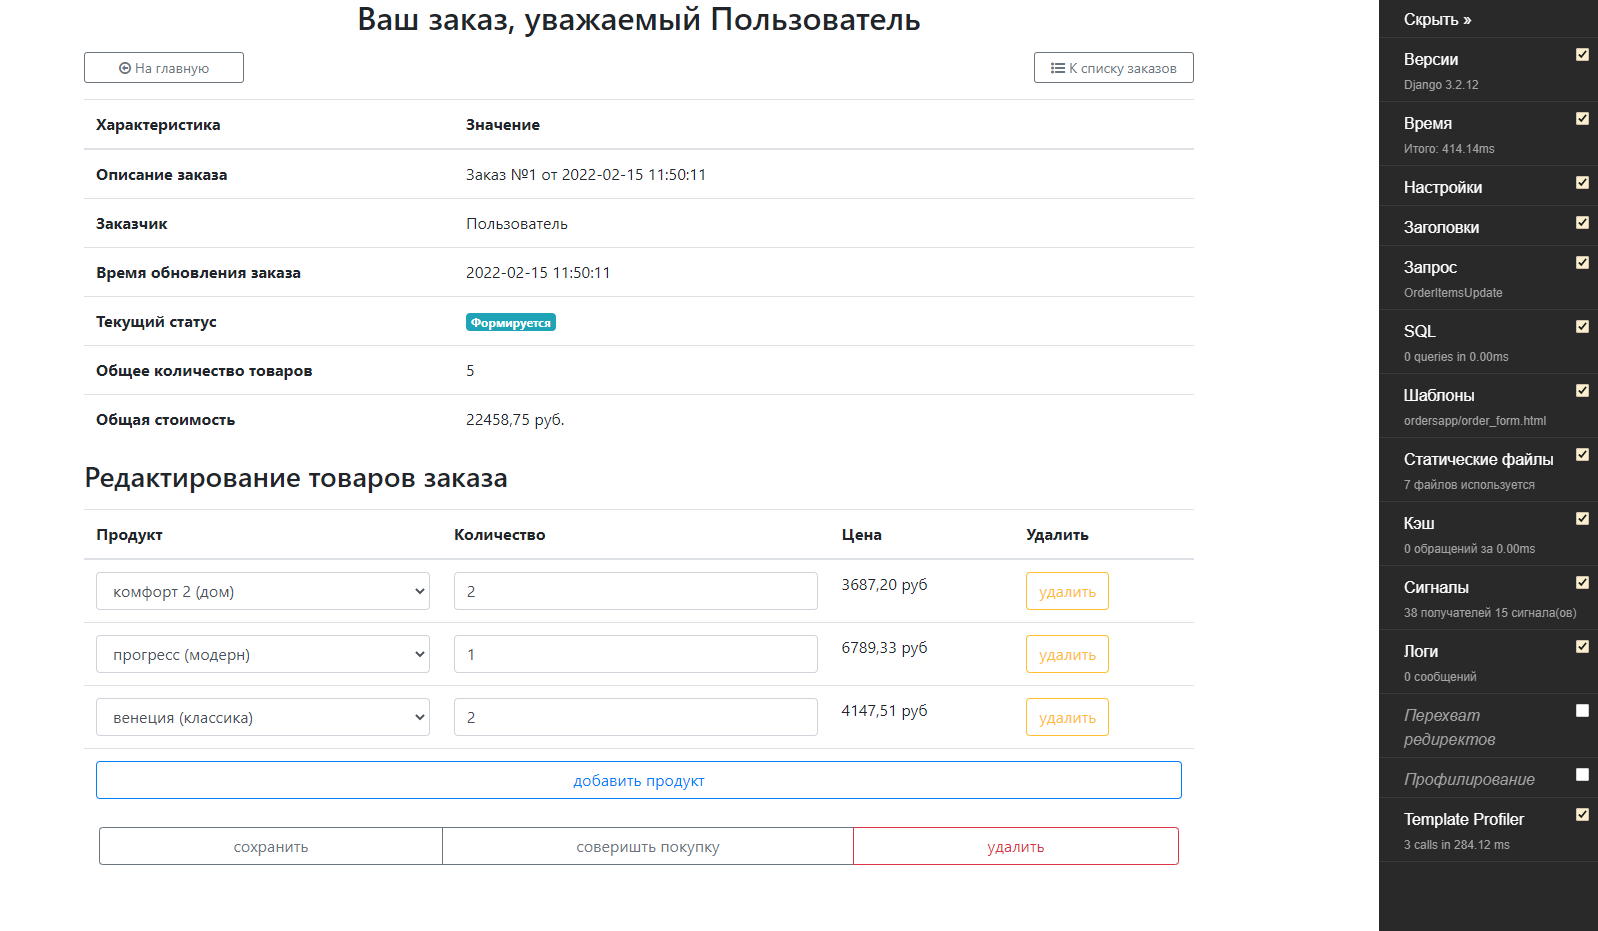 Ваш заказ, уважаемый Пользователь
На главную
К списку заказов
Характеристика Значение
Описание заказа Заказ №1 от 2022-02-15 11:50:11
Заказчик Пользователь
Время обновления заказа 2022-02-15 11:50:11
Текущий статус Формируется
Общее количество товаров 5
Общая стоимость 22458,75 руб.
Редактирование товаров заказа
Продукт Количество Цена Удалить
комфорт 2 (дом) 2 3687,20 руб удалить
прогресс (модерн) 1 6789,33 руб удалить
венеция (классика) 2 4147,51 руб удалить
добавить продукт
сохранить соверишть покупку удалить
Скрыть »
Версии
Django 3.2.12
Время
Итого: 414.14ms
Настройки
Заголовки
Запрос
OrderItemsUpdate
SQL
0 queries in 0.00ms
Шаблоны
ordersapp/order_form.html
Статические файлы
7 файлов используется
Кэш
0 обращений за 0.00ms
Сигналы
38 получателей 15 сигнала(ов)
Логи
0 сообщений
Перехват
редиректов
Профилирование
Template Profiler
3 calls in 284.12 ms